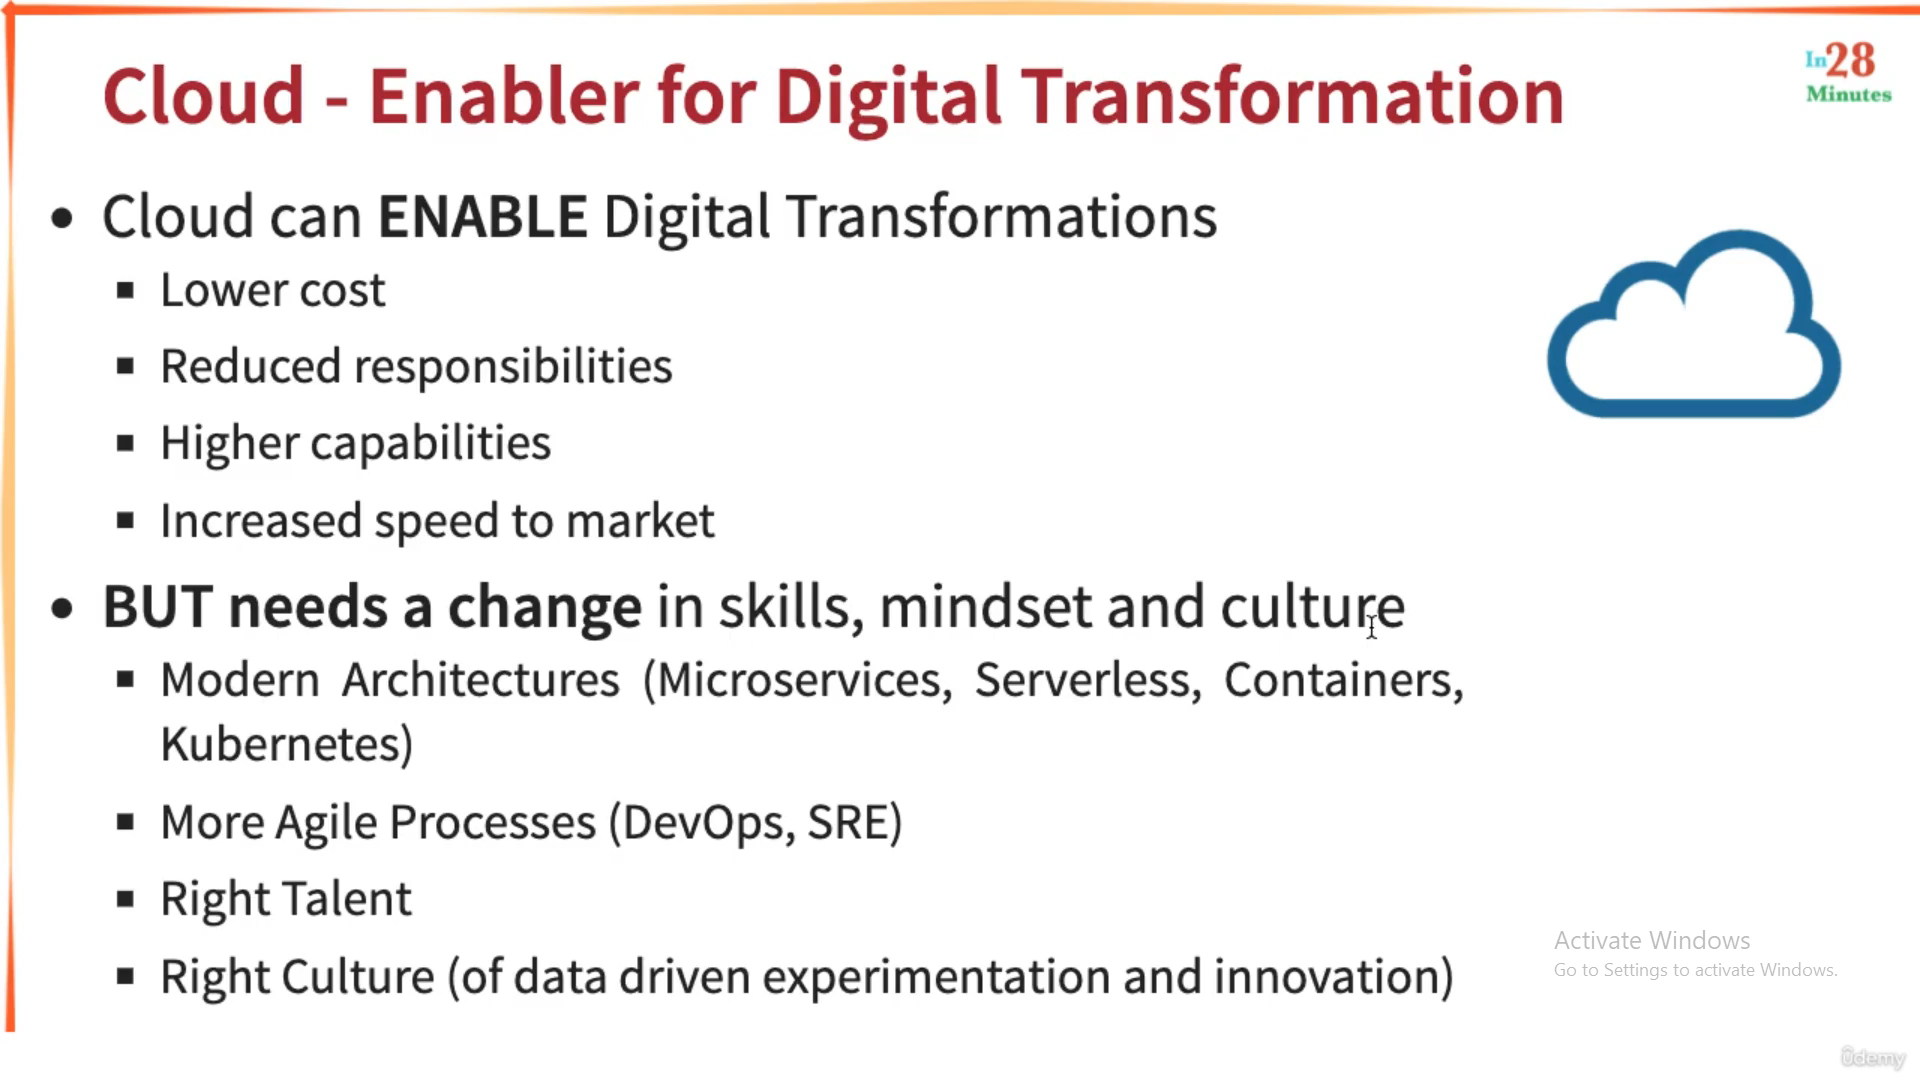 Cloud - Enabler for Digital Transformation
In28
Minutes
• Cloud can ENABLE Digital Transformations
▪ Lower cost
▪ Reduced responsibilities
▪ Higher capabilities
▪ Increased speed to market
• BUT needs a change in skills, mindset and culture
▪ Modern Architectures (Microservices, Serverless, Containers,
Kubernetes)
▪ More Agile Processes (DevOps, SRE)
▪ Right Talent
▪ Right Culture (of data driven experimentation and innovation)
Activate Windows
Go to Settings to activate Windows.
ûdemy